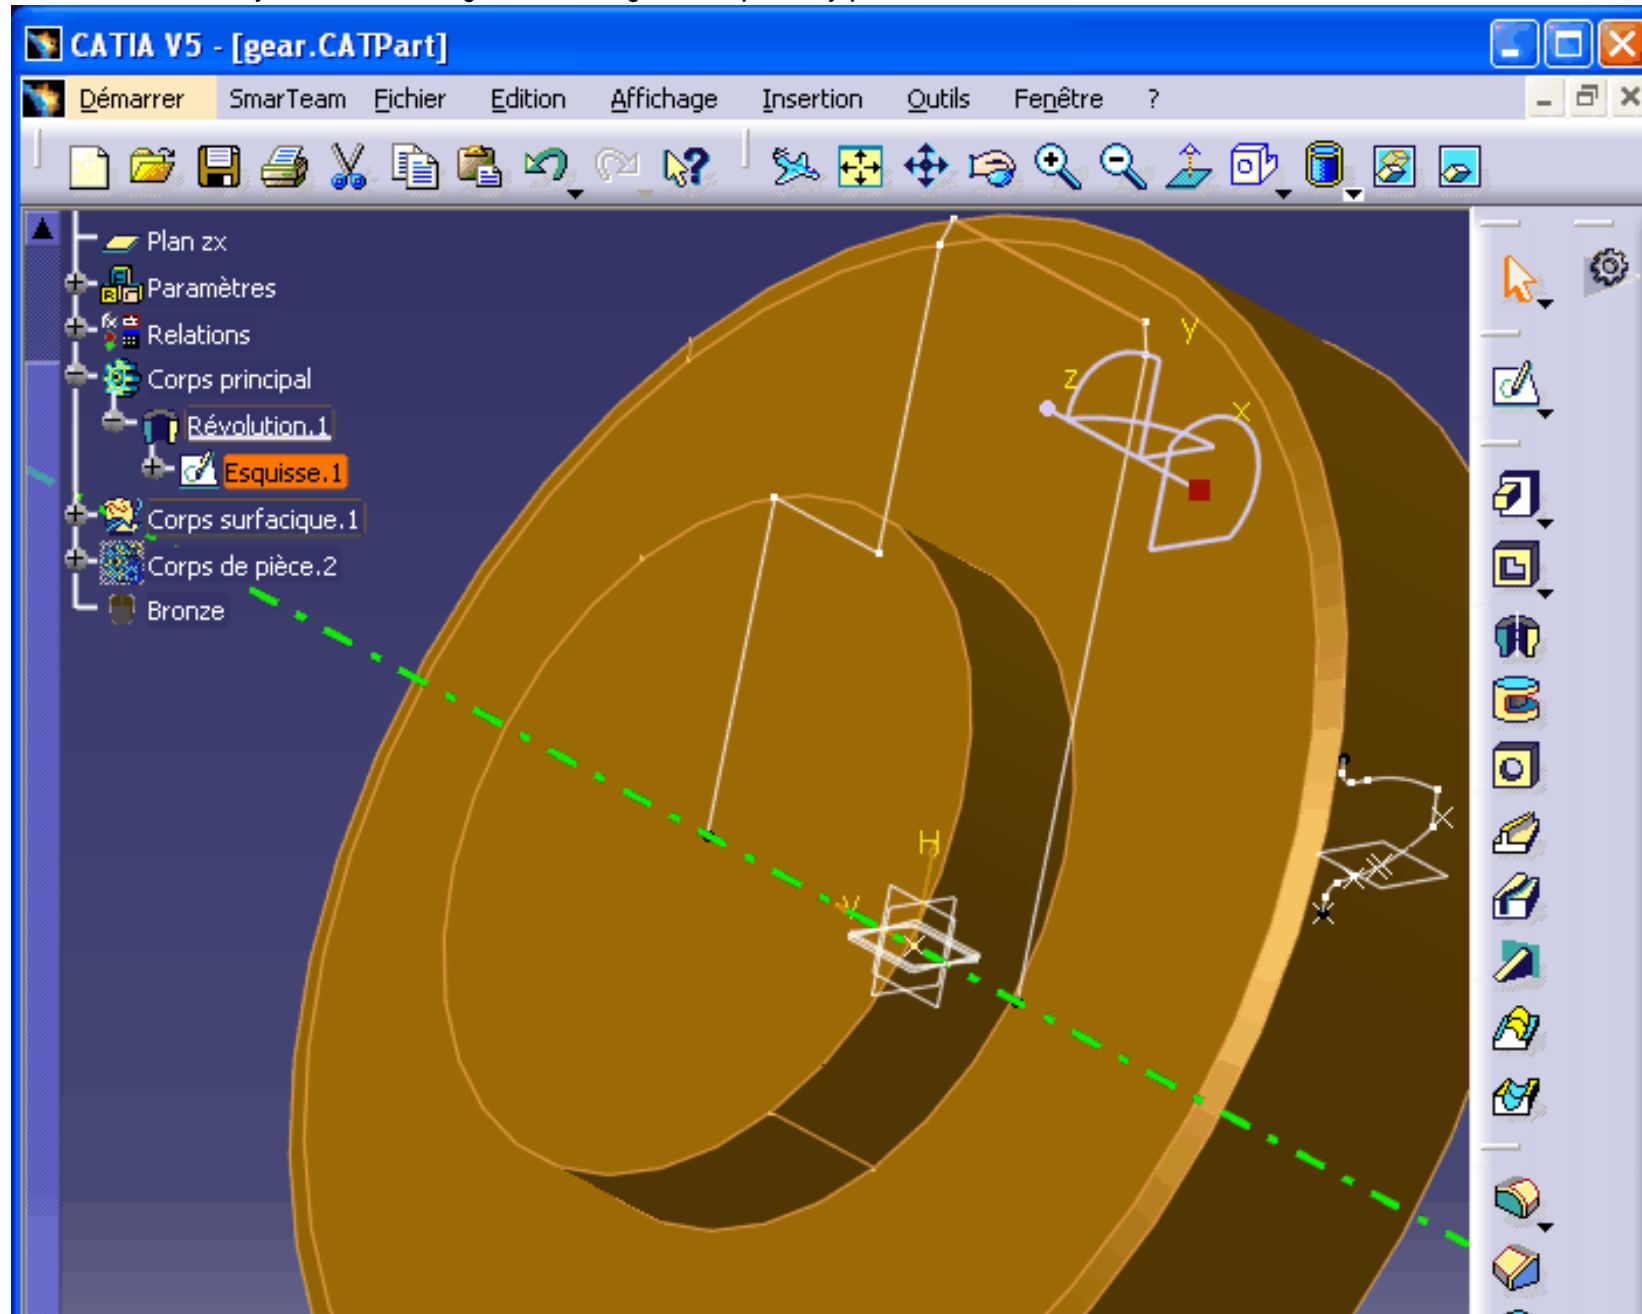 CATIA V5 - [gear.CATPart]
Démarrer SmarTeam Fichier Edition Affichage Insertion Outils Fenêtre ?
Plan zx
Paramètres
Relations
Corps principal
Révolution.1
Esquisse.1
Corps surfacique.1
Corps de pièce.2
Bronze
y
z
x
H
V